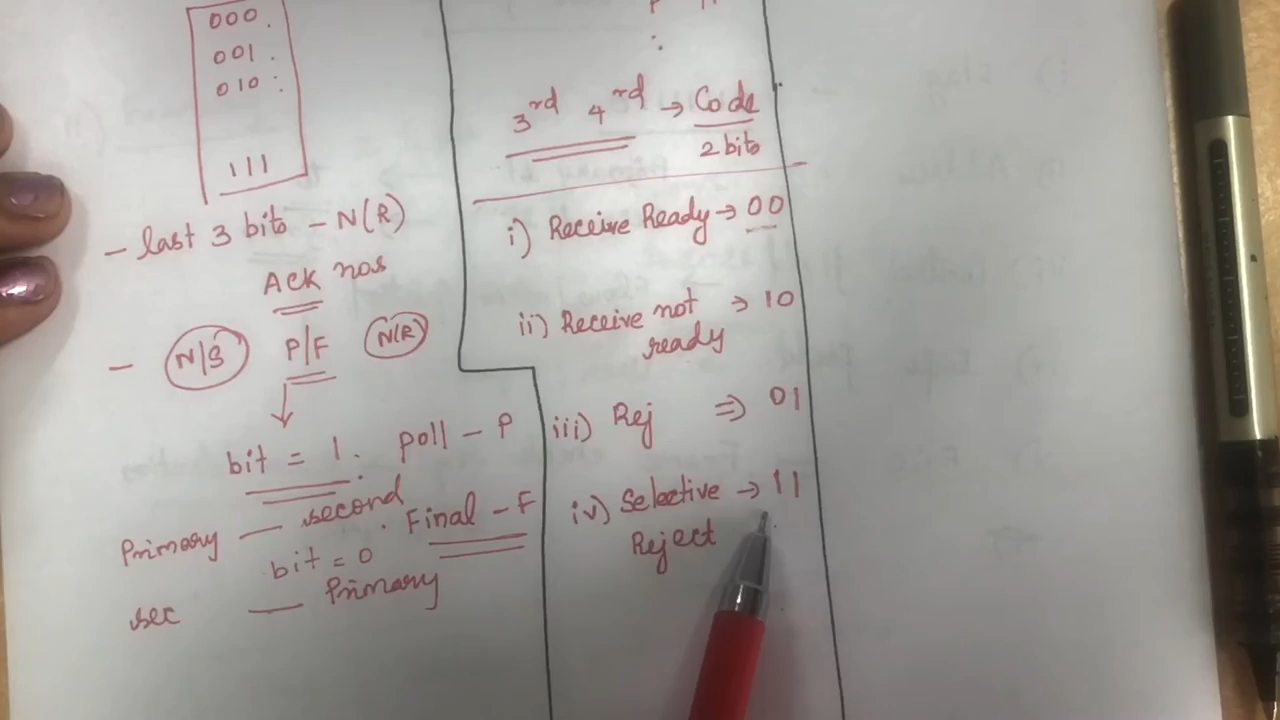 000.
001.
010:
111
- last 3 bits - N(R)
Ack nos
- N/S P/F N(R)
bit = 1. Poll - P
Primary — second
. Final - F
bit = 0
sec — Primary
3rd 4rd → Code
2 bits
i) Receive Ready → 00
ii) Receive not → 10
ready
iii) Rej ⇒ 01
iv) Selective → 11
Reject